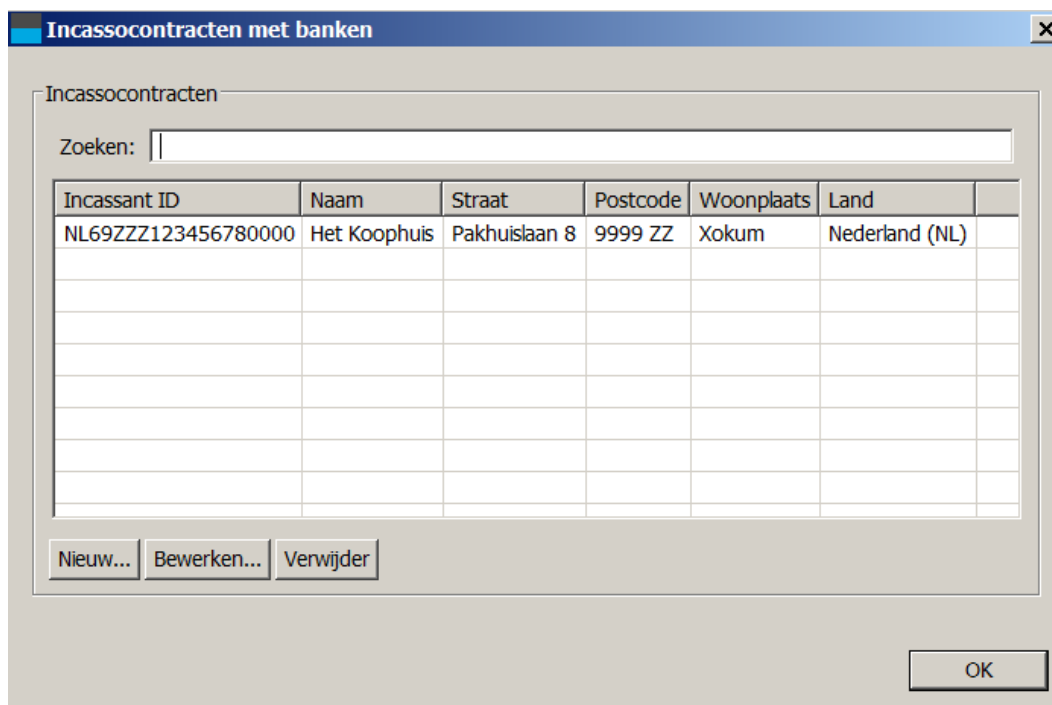 Incassocontracten met banken
Incassocontracten
Zoeken:
Incassant ID Naam Straat Postcode Woonplaats Land
NL69ZZZ123456780000 Het Koophuis Pakhuislaan 8 9999 ZZ Xokum Nederland (NL)
Nieuw... Bewerken... Verwijder
OK